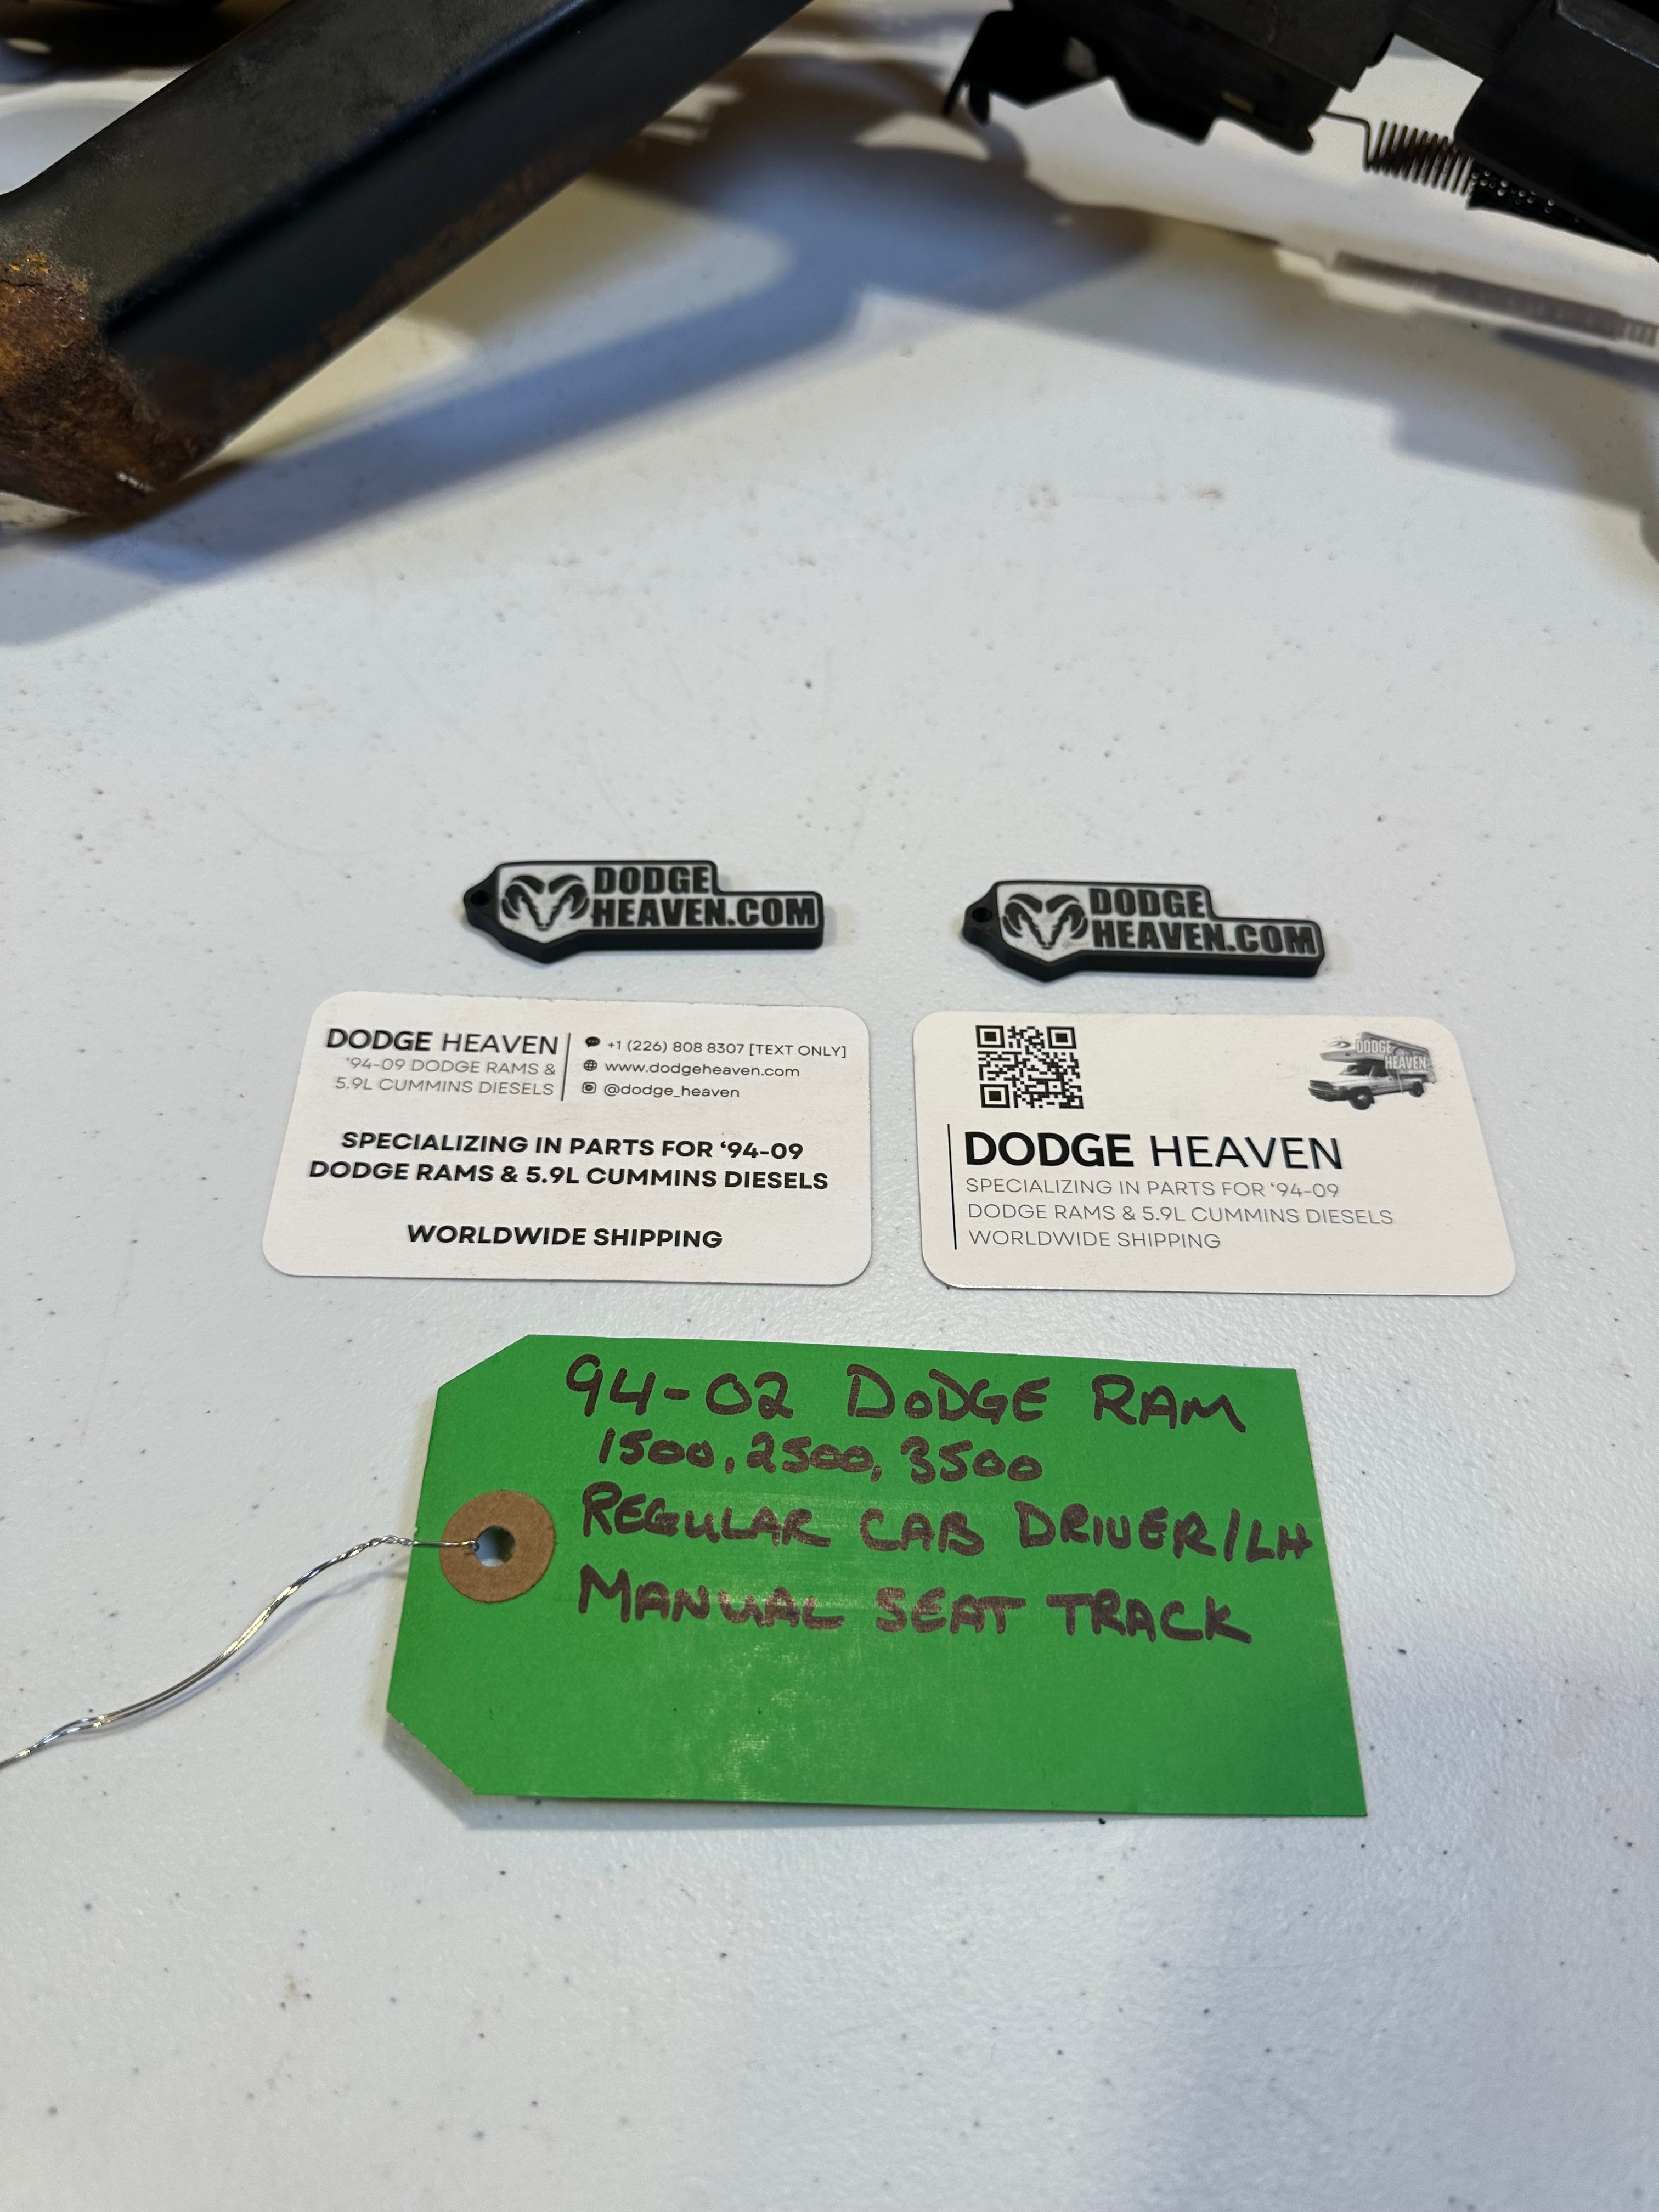 DODGE
HEAVEN.COM
DODGE
HEAVEN.COM
DODGE HEAVEN
'94-09 DODGE RAMS &
5.9L CUMMINS DIESELS
+1 (226) 808 8307 [TEXT ONLY]
www.dodgeheaven.com
@dodge_heaven
SPECIALIZING IN PARTS FOR '94-09
DODGE RAMS & 5.9L CUMMINS DIESELS
WORLDWIDE SHIPPING
DODGE
HEAVEN
DODGE HEAVEN
SPECIALIZING IN PARTS FOR '94-09
DODGE RAMS & 5.9L CUMMINS DIESELS
WORLDWIDE SHIPPING
94-02 DODGE RAM
1500, 2500, 3500
REGULAR CAB DRIVER/LH
MANUAL SEAT TRACK